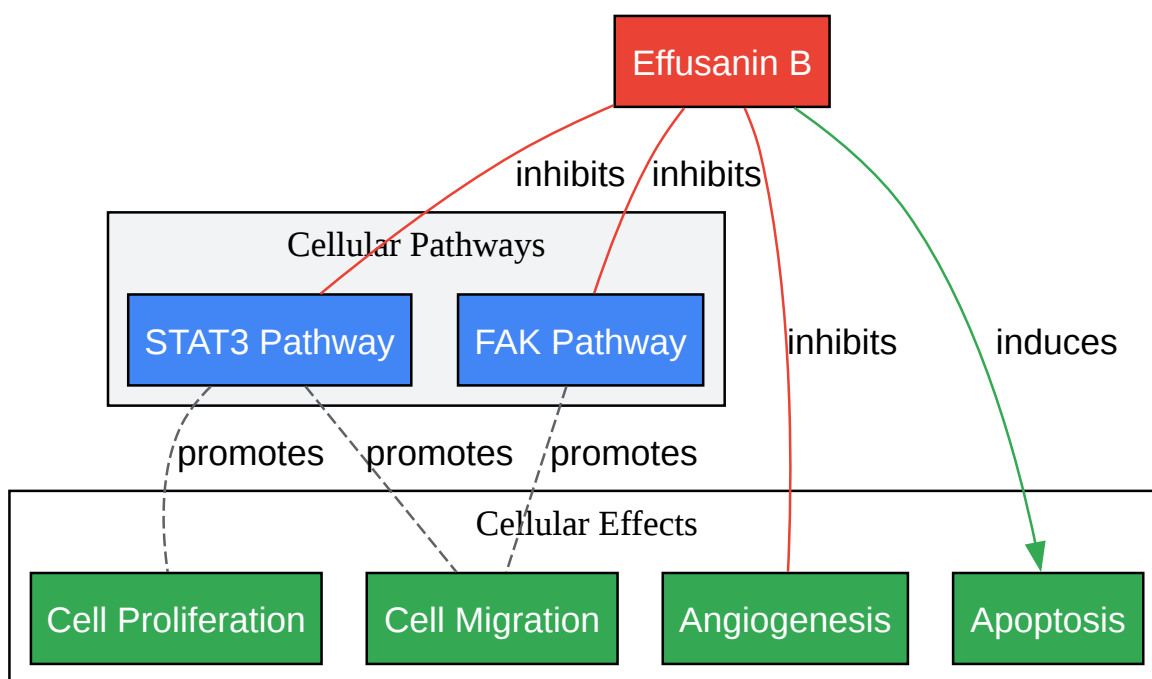 Effusanin B
inhibits inhibits
Cellular Pathways
STAT3 Pathway FAK Pathway
inhibits induces
promotes promotes promotes
Cellular Effects
Cell Proliferation Cell Migration Angiogenesis Apoptosis